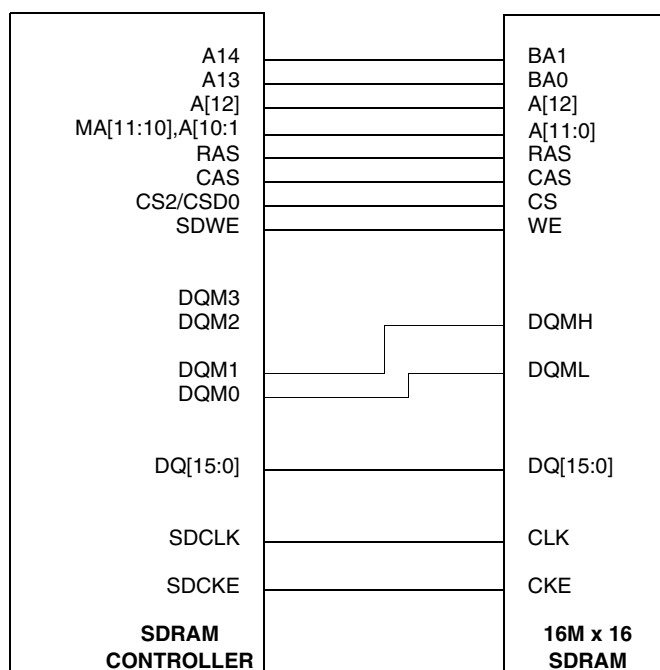 A14 BA1
A13 BA0
A[12] A[12]
MA[11:10],A[10:1 A[11:0]
RAS RAS
CAS CAS
CS2/CSD0 CS
SDWE WE
DQM3
DQM2 DQMH
DQM1 DQML
DQM0
DQ[15:0] DQ[15:0]
SDCLK CLK
SDCKE CKE
SDRAM 16M x 16
CONTROLLER SDRAM